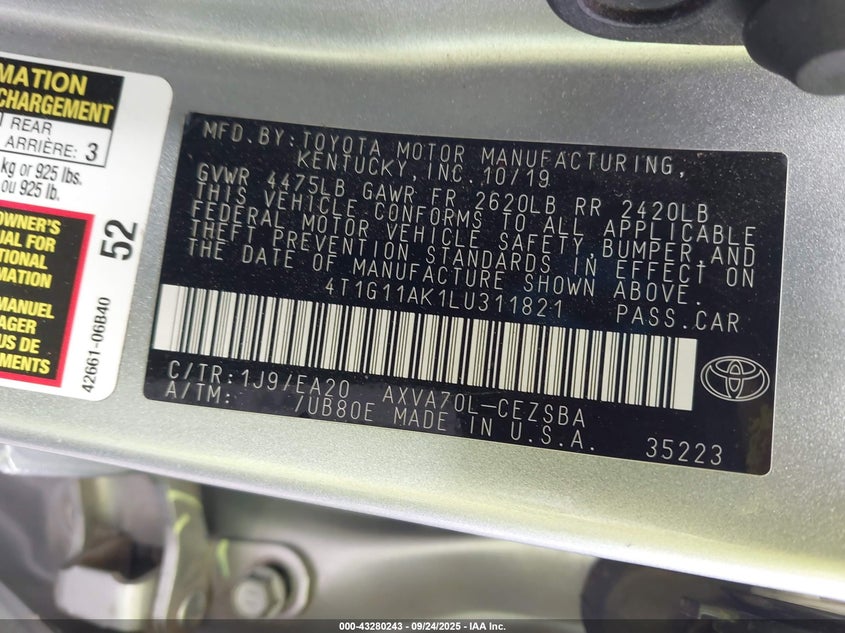 MATION
CHARGEMENT
REAR
ARRIÈRE: 3
kg or 925 lbs.
ou 925 lb.
OWNER'S
UAL FOR
TIONAL
RMATION
MANUEL
AGER
US DE
EMENTS
52
42661-06B40
MFD. BY: TOYOTA MOTOR MANUFACTURING,
KENTUCKY, INC. 10/19
GVWR 4475LB GAWR FR 2620LB RR 2420LB
THIS VEHICLE CONFORMS TO ALL APPLICABLE
FEDERAL MOTOR VEHICLE SAFETY, BUMPER, AND
THEFT PREVENTION STANDARDS IN EFFECT ON
THE DATE OF MANUFACTURE SHOWN ABOVE.
4T1G11AK1LU311821 PASS. CAR
C/TR: 1J9/EA20 AXVA70L-CEZSBA
A/TM: /UB80E MADE IN U.S.A. 35223
000-43280243 - 09/24/2025 - IAA Inc.